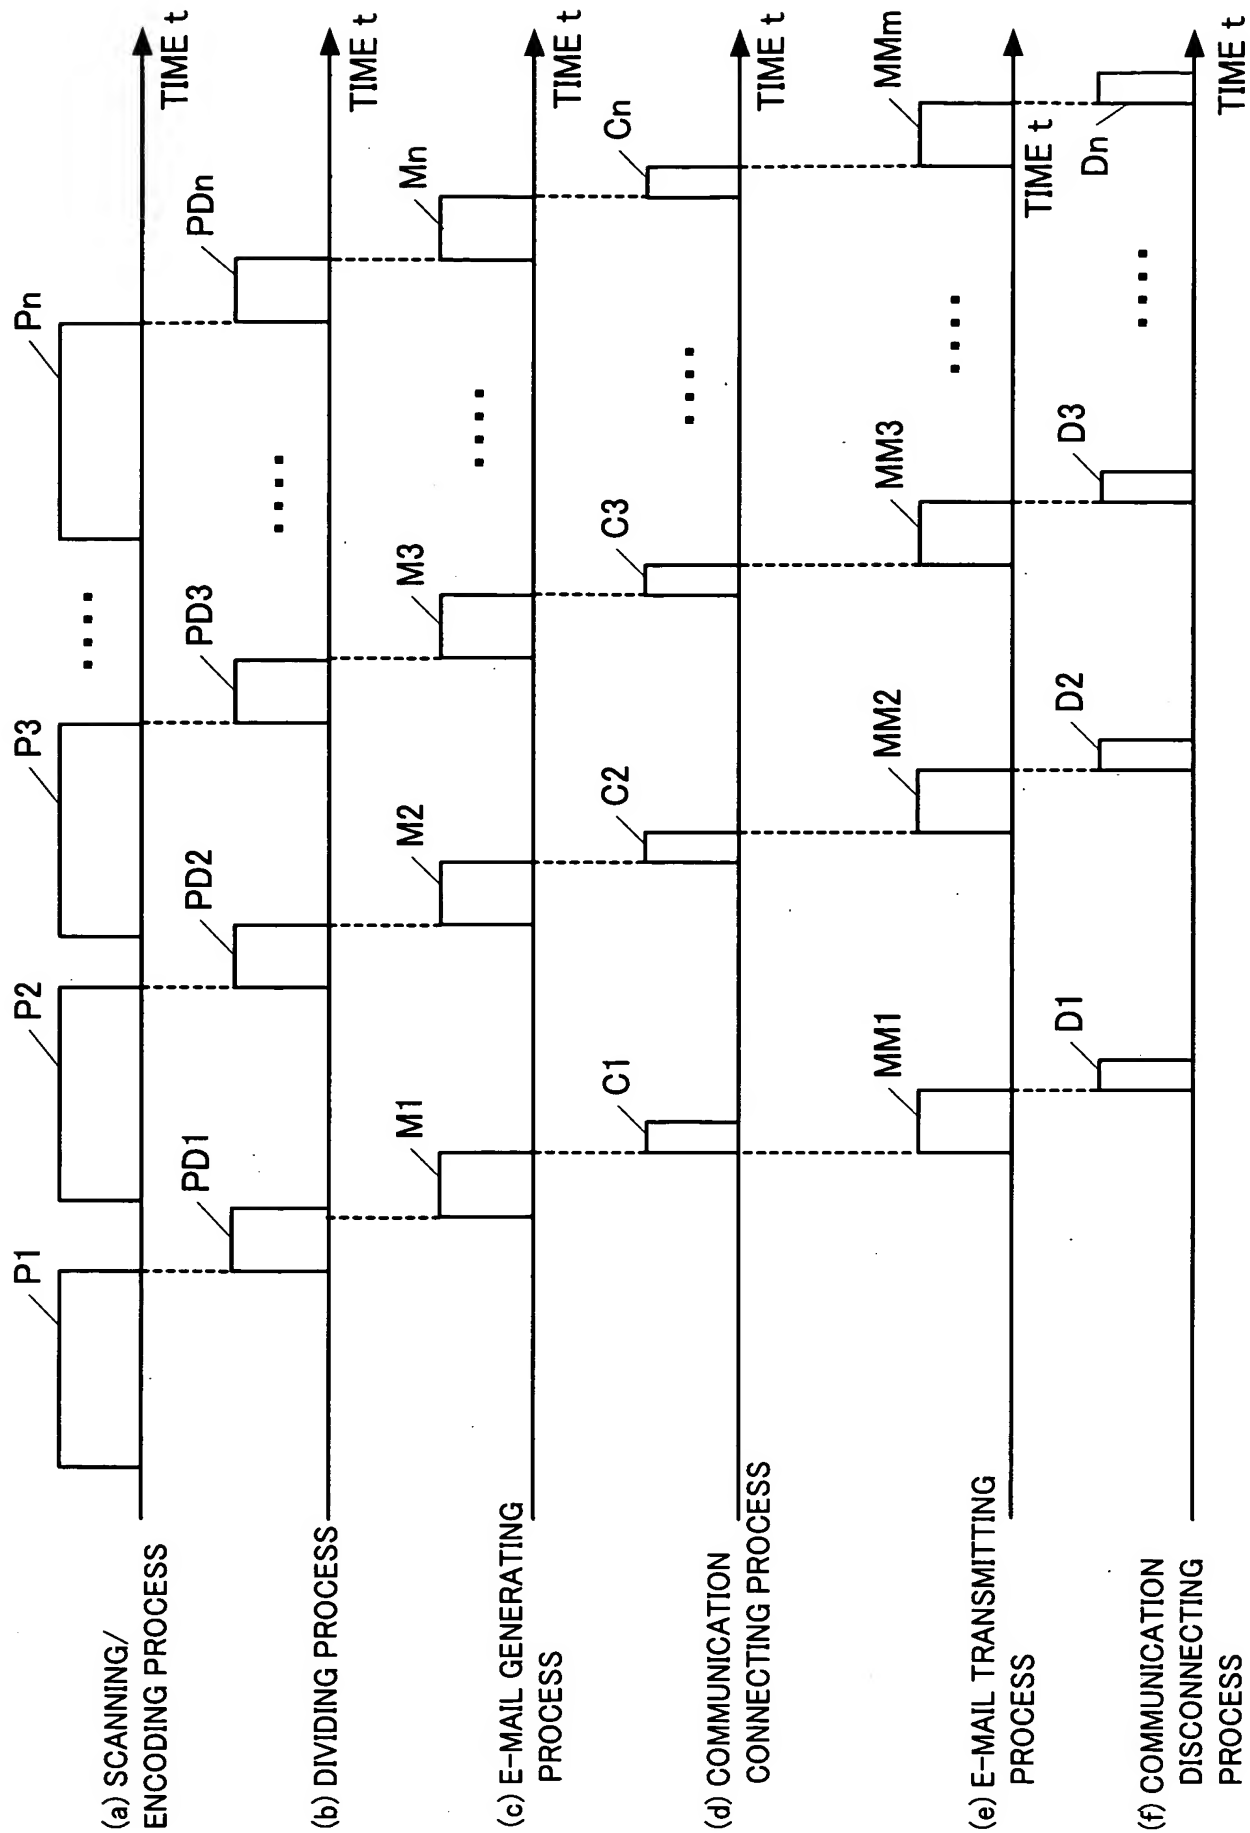 (a) SCANNING/
ENCODING PROCESS
P1
P2
P3
Pn
TIME t
(b) DIVIDING PROCESS
PD1
PD2
PD3
PDn
TIME t
(c) E-MAIL GENERATING
PROCESS
M1
M2
M3
Mn
TIME t
(d) COMMUNICATION
CONNECTING PROCESS
C1
C2
C3
Cn
TIME t
(e) E-MAIL TRANSMITTING
PROCESS
MM1
MM2
MM3
MMm
TIME t
(f) COMMUNICATION
DISCONNECTING
PROCESS
D1
D2
D3
Dn
TIME t